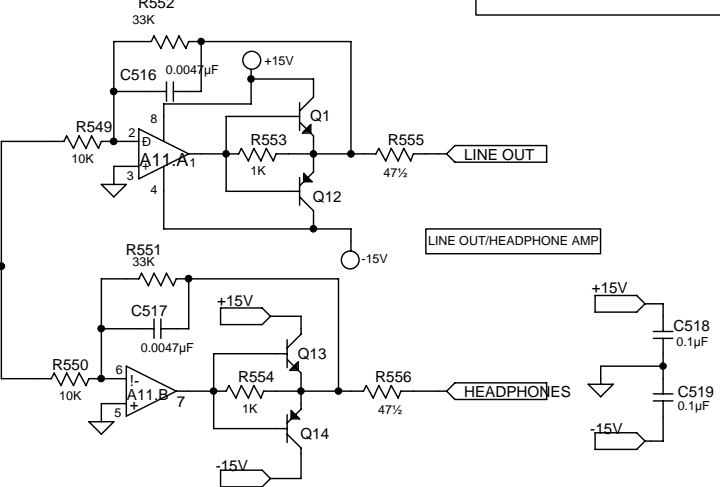 R552
33K
C516
0.0047µF
+15V
8
Q1
R549
10K
2
Ð
+
3
A11.A
1
4
R553
1K
R555
47½
LINE OUT
Q12
-15V
LINE OUT/HEADPHONE AMP
R551
33K
C517
0.0047µF
+15V
Q13
R550
10K
6
!-
A11.B
+
5
7
R554
1K
R556
47½
HEADPHONES
Q14
-15V
+15V
C518
0.1µF
C519
0.1µF
-15V